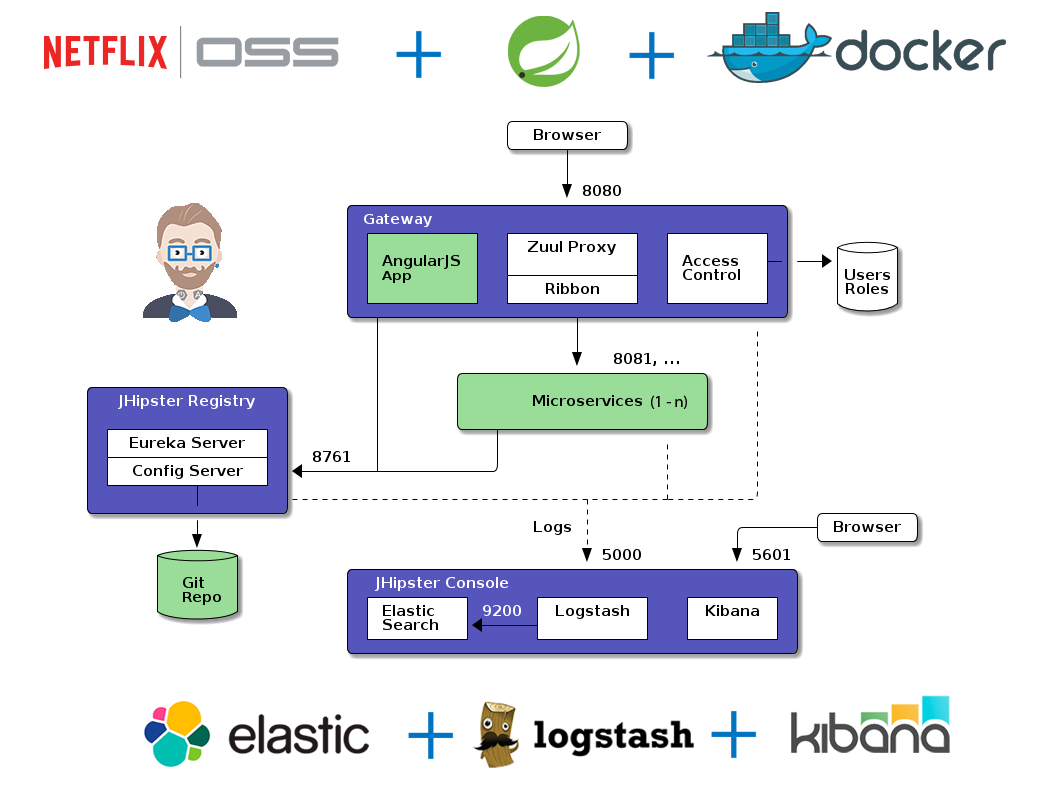 NETFLIX OSS
docker
Browser
8080
Gateway
AngularJS
App
Zuul Proxy
Ribbon
Access
Control
Users
Roles
8081, ...
Microservices (1 - n)
JHipster Registry
Eureka Server
Config Server
8761
Git
Repo
Logs
5000
Browser
5601
JHipster Console
Elastic
Search
9200
Logstash
Kibana
elastic
logstash
kibana